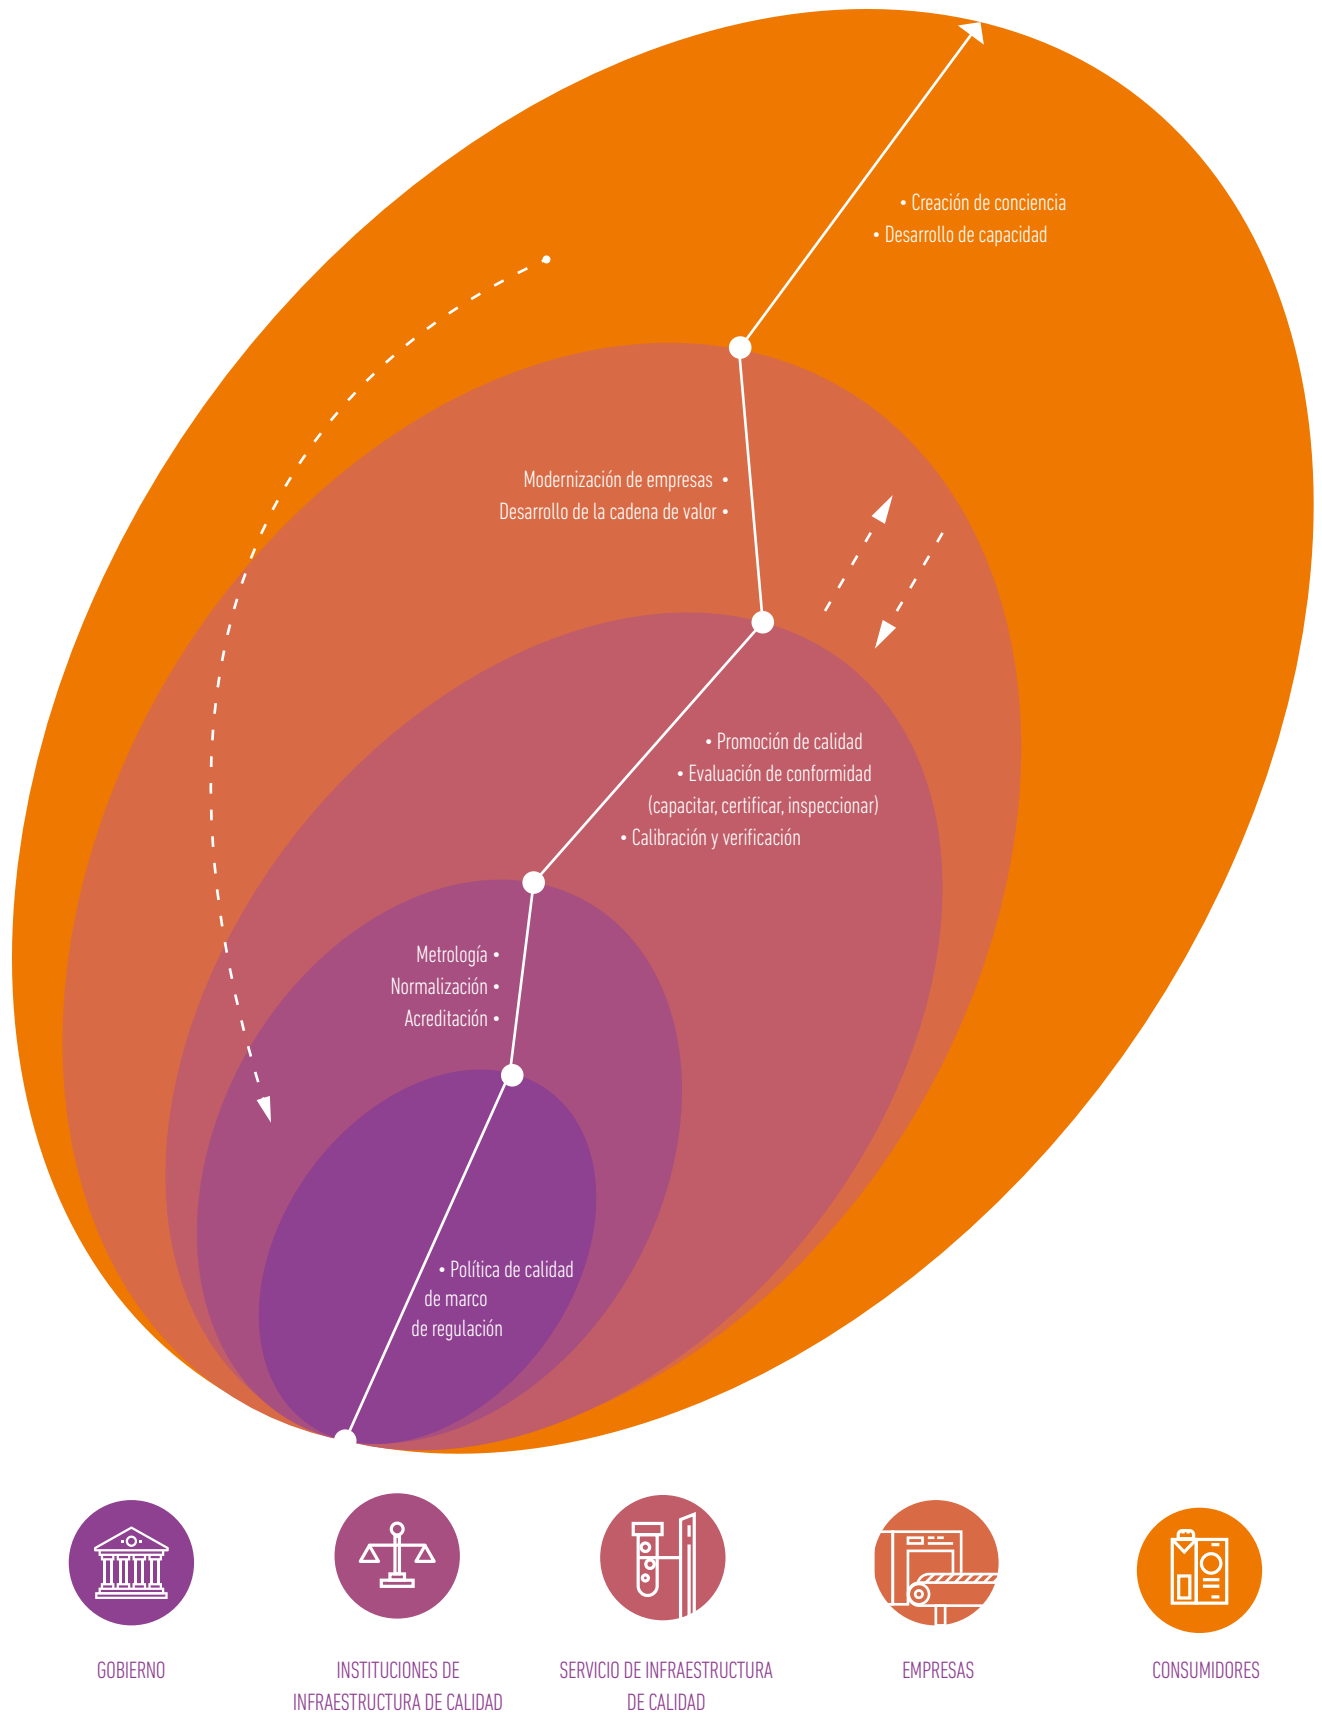 • Creación de conciencia
• Desarrollo de capacidad
Modernización de empresas •
Desarrollo de la cadena de valor •
• Promoción de calidad
• Evaluación de conformidad
(capacitar, certificar, inspeccionar)
• Calibración y verificación
Metrología •
Normalización •
Acreditación •
• Política de calidad
de marco
de regulación
GOBIERNO
INSTITUCIONES DE
INFRAESTRUCTURA DE CALIDAD
SERVICIO DE INFRAESTRUCTURA
DE CALIDAD
EMPRESAS
CONSUMIDORES